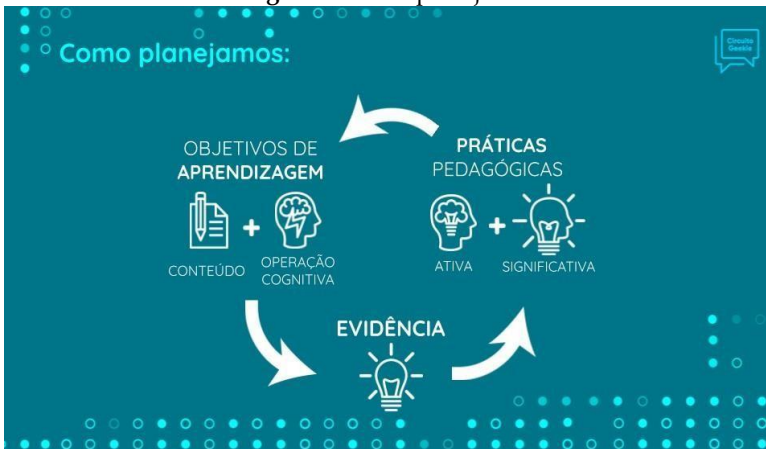 Como planejamos:
Circuito
Geekie
OBJETIVOS DE
APRENDIZAGEM
+
CONTEÚDO
OPERAÇÃO
COGNITIVA
PRÁTICAS
PEDAGÓGICAS
+
ATIVA
SIGNIFICATIVA
EVIDÊNCIA